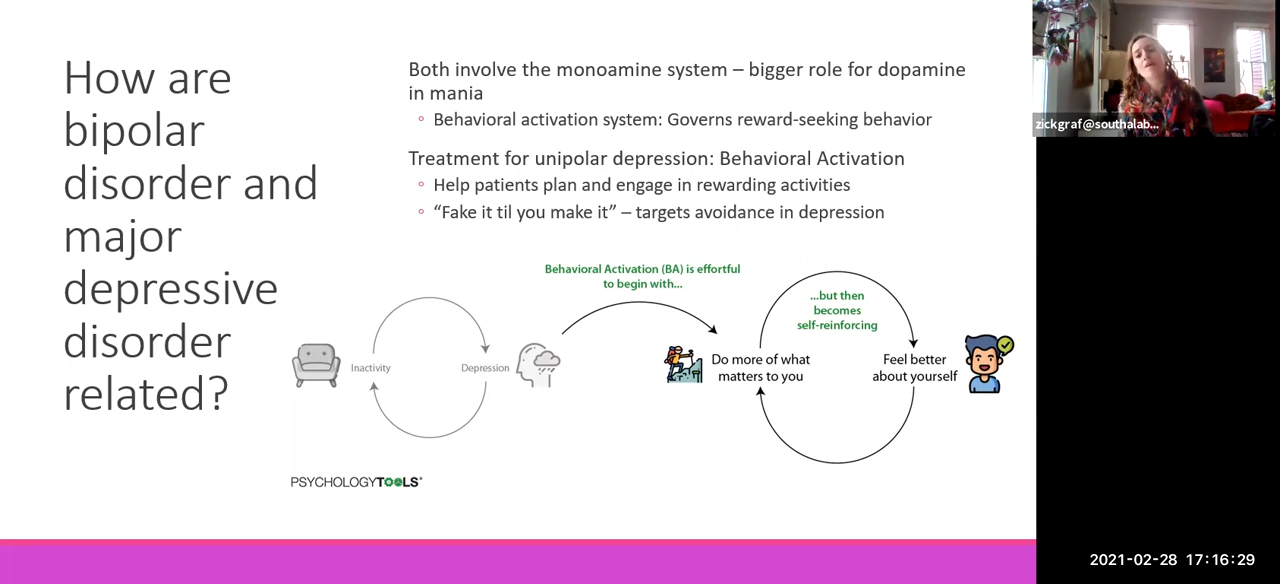 How are
bipolar
disorder and
major
depressive
disorder
related?
Both involve the monoamine system – bigger role for dopamine
in mania
◦ Behavioral activation system: Governs reward-seeking behavior
Treatment for unipolar depression: Behavioral Activation
◦ Help patients plan and engage in rewarding activities
◦ “Fake it til you make it” – targets avoidance in depression
Behavioral Activation (BA) is effortful
to begin with...
...but then
becomes
self-reinforcing
Inactivity
Depression
Do more of what
matters to you
Feel better
about yourself
PSYCHOLOGYTOOLS®
zickgraf@southalab...
2021-02-28 17:16:29